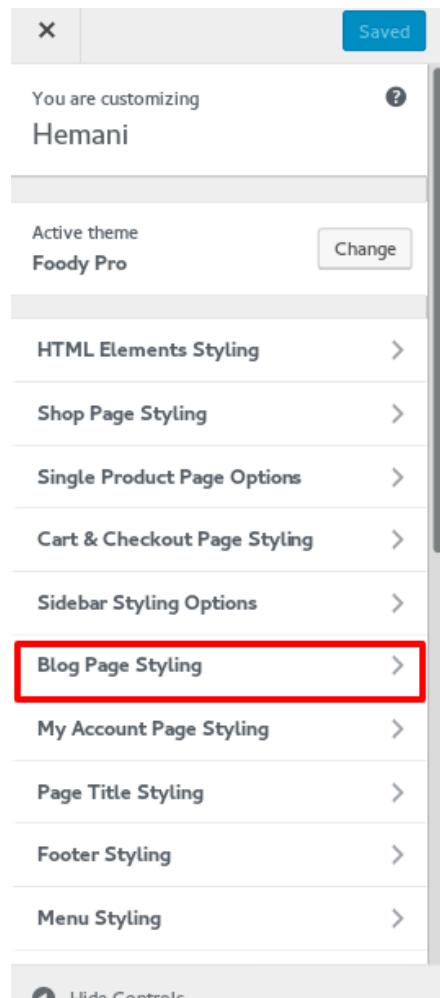 Saved
You are customizing
Hemani
Active theme
Foody Pro
Change
HTML Elements Styling
Shop Page Styling
Single Product Page Options
Cart & Checkout Page Styling
Sidebar Styling Options
Blog Page Styling
My Account Page Styling
Page Title Styling
Footer Styling
Menu Styling
Hide Controls